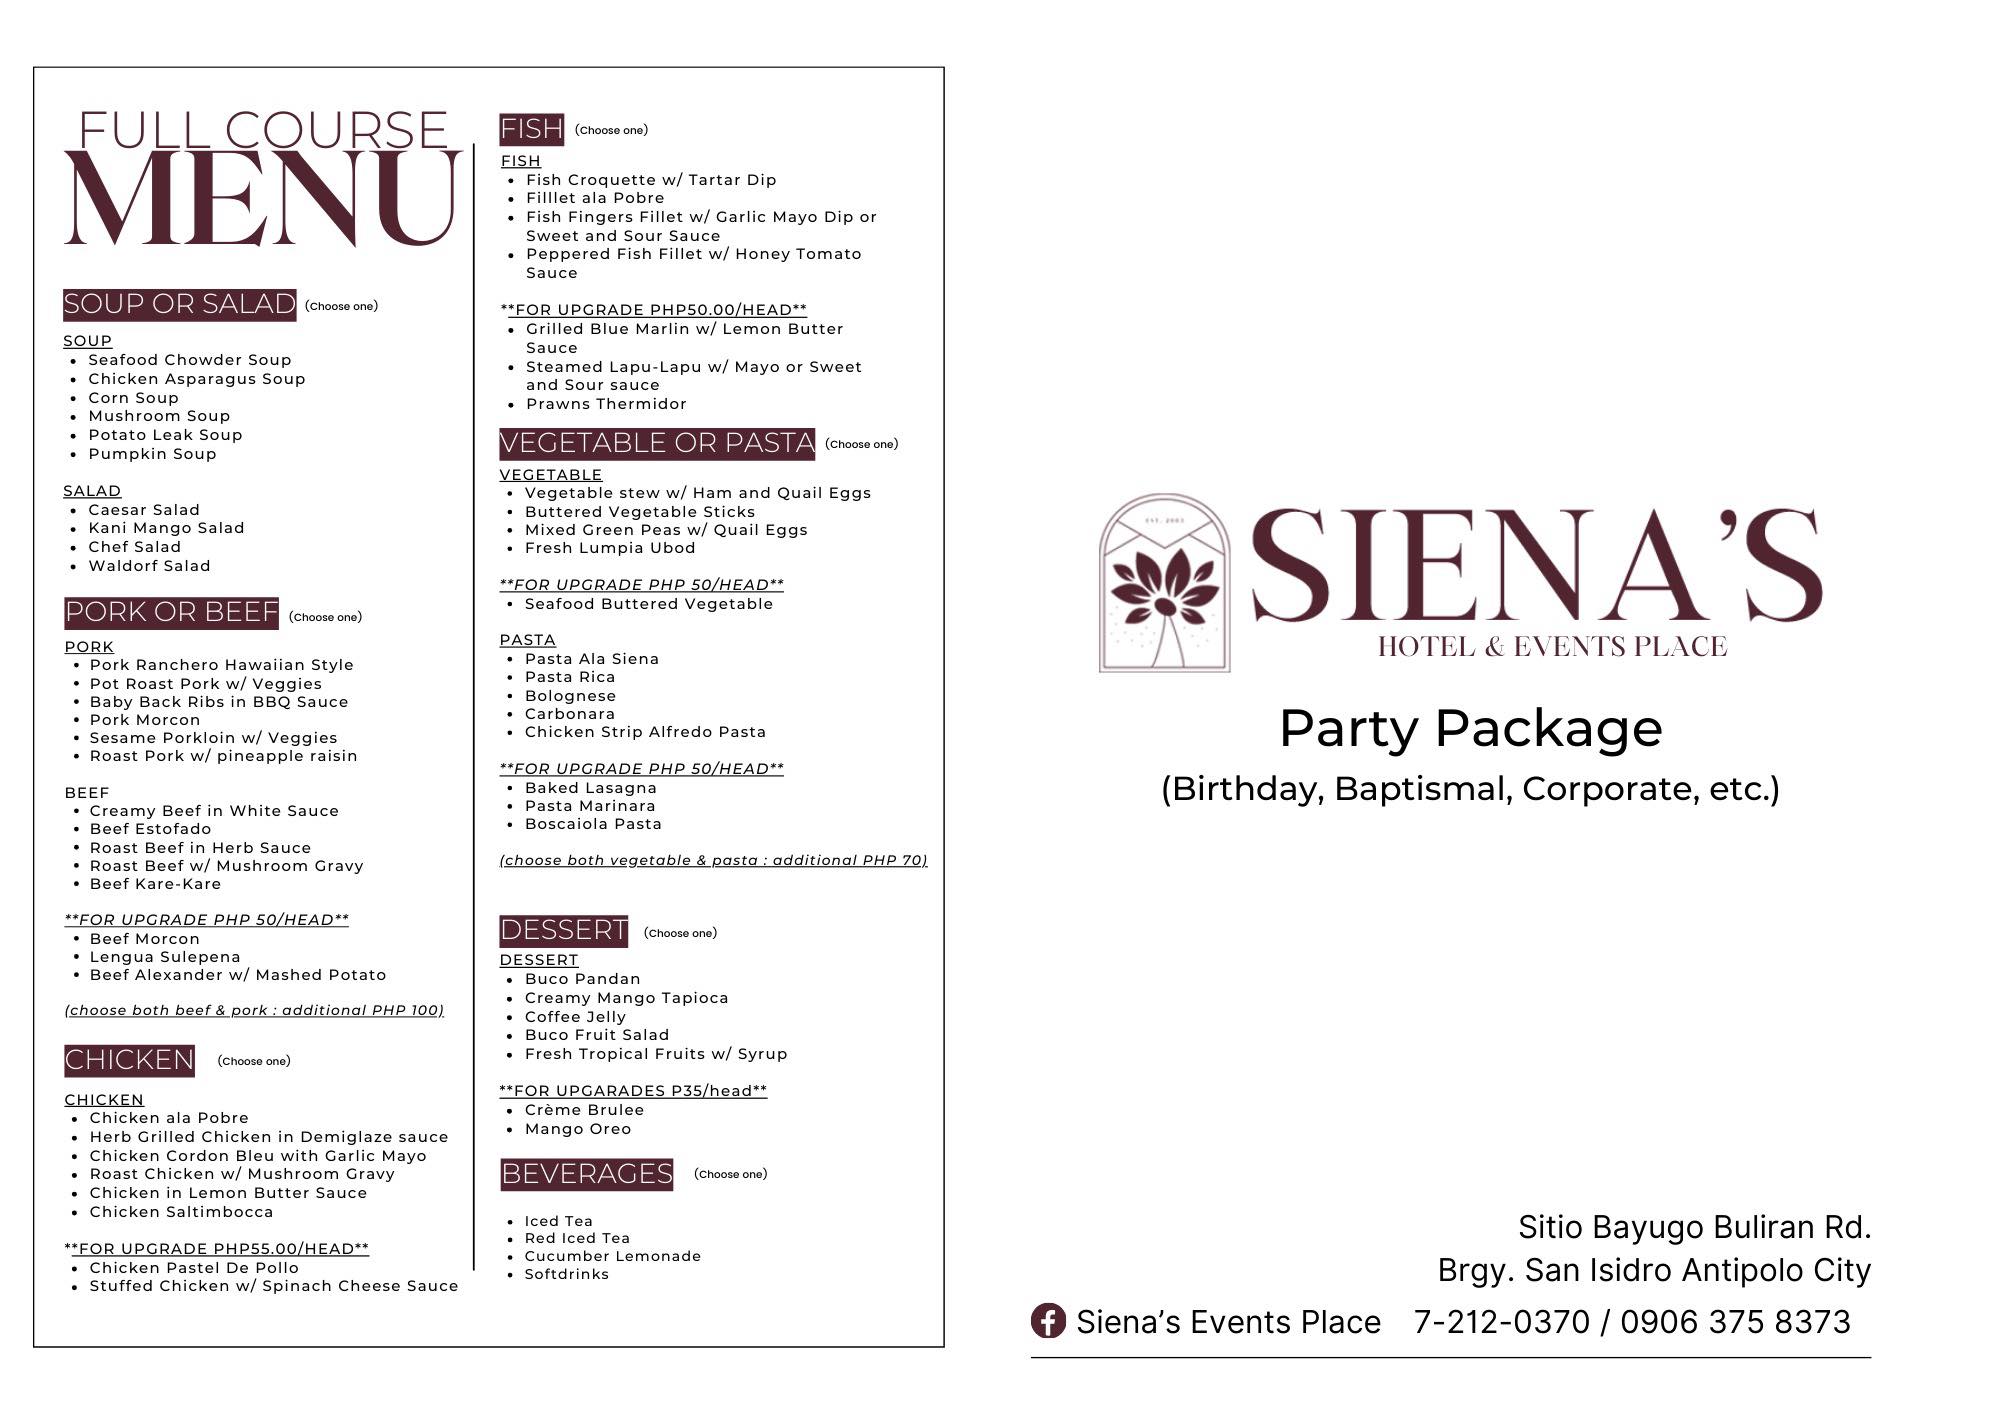 FULL COURSE
MENU
SOUP OR SALAD (Choose one)
SOUP
• Seafood Chowder Soup
• Chicken Asparagus Soup
• Corn Soup
• Mushroom Soup
• Potato Leak Soup
• Pumpkin Soup
SALAD
• Caesar Salad
• Kani Mango Salad
• Chef Salad
• Waldorf Salad
PORK OR BEEF (Choose one)
PORK
• Pork Ranchero Hawaiian Style
• Pot Roast Pork w/ Veggies
• Baby Back Ribs in BBQ Sauce
• Pork Morcon
• Sesame Porkloin w/ Veggies
• Roast Pork w/ pineapple raisin
BEEF
• Creamy Beef in White Sauce
• Beef Estofado
• Roast Beef in Herb Sauce
• Roast Beef w/ Mushroom Gravy
• Beef Kare-Kare
**FOR UPGRADE PHP 50/HEAD**
• Beef Morcon
• Lengua Sulepena
• Beef Alexander w/ Mashed Potato
(choose both beef & pork : additional PHP 100)
CHICKEN (Choose one)
CHICKEN
• Chicken ala Pobre
• Herb Grilled Chicken in Demiglaze sauce
• Chicken Cordon Bleu with Garlic Mayo
• Roast Chicken w/ Mushroom Gravy
• Chicken in Lemon Butter Sauce
• Chicken Saltimbocca
**FOR UPGRADE PHP55.00/HEAD**
• Chicken Pastel De Pollo
• Stuffed Chicken w/ Spinach Cheese Sauce
FISH (Choose one)
FISH
• Fish Croquette w/ Tartar Dip
• Filllet ala Pobre
• Fish Fingers Fillet w/ Garlic Mayo Dip or
Sweet and Sour Sauce
• Peppered Fish Fillet w/ Honey Tomato
Sauce
**FOR UPGRADE PHP50.00/HEAD**
• Grilled Blue Marlin w/ Lemon Butter
Sauce
• Steamed Lapu-Lapu w/ Mayo or Sweet
and Sour sauce
• Prawns Thermidor
VEGETABLE OR PASTA (Choose one)
VEGETABLE
• Vegetable stew w/ Ham and Quail Eggs
• Buttered Vegetable Sticks
• Mixed Green Peas w/ Quail Eggs
• Fresh Lumpia Ubod
**FOR UPGRADE PHP 50/HEAD**
• Seafood Buttered Vegetable
PASTA
• Pasta Ala Siena
• Pasta Rica
• Bolognese
• Carbonara
• Chicken Strip Alfredo Pasta
**FOR UPGRADE PHP 50/HEAD**
• Baked Lasagna
• Pasta Marinara
• Boscaiola Pasta
(choose both vegetable & pasta : additional PHP 70)
DESSERT (Choose one)
DESSERT
• Buco Pandan
• Creamy Mango Tapioca
• Coffee Jelly
• Buco Fruit Salad
• Fresh Tropical Fruits w/ Syrup
**FOR UPGARADES P35/head**
• Crème Brulee
• Mango Oreo
BEVERAGES (Choose one)
• Iced Tea
• Red Iced Tea
• Cucumber Lemonade
• Softdrinks
EST. 2003
SIENA'S
HOTEL & EVENTS PLACE
Party Package
(Birthday, Baptismal, Corporate, etc.)
Sitio Bayugo Buliran Rd.
Brgy. San Isidro Antipolo City
Siena's Events Place 7-212-0370 / 0906 375 8373